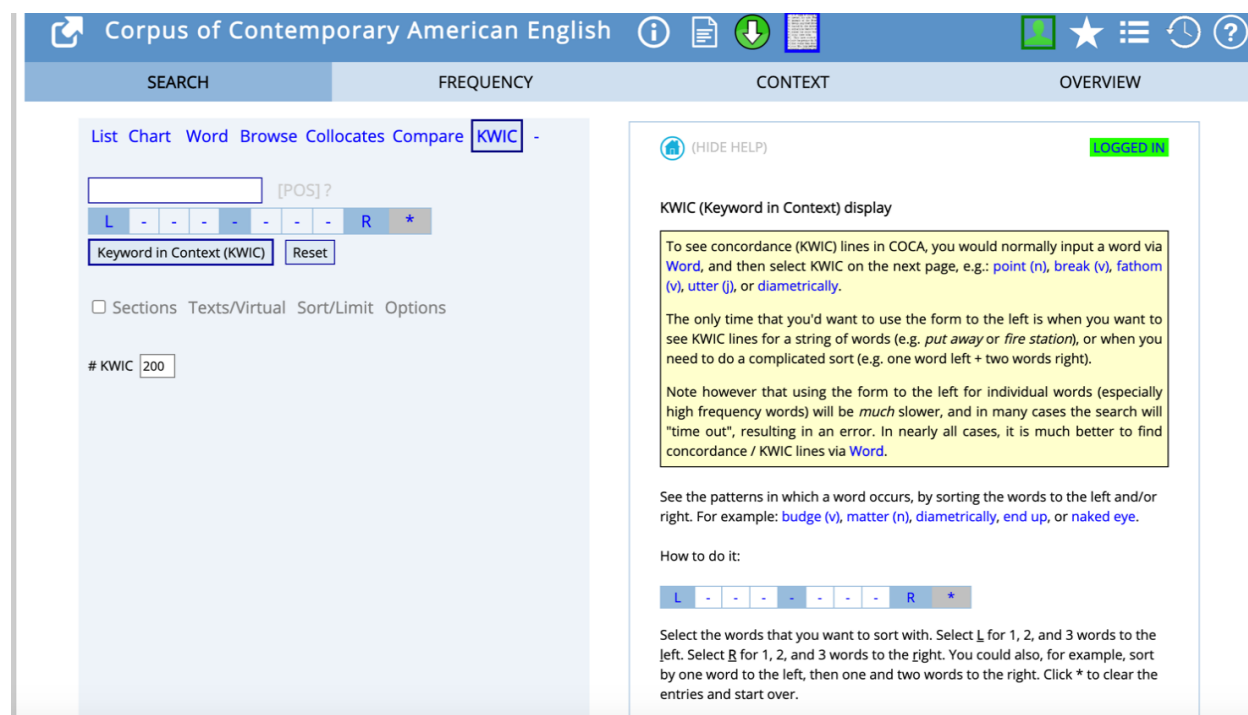 Corpus of Contemporary American English
SEARCH FREQUENCY CONTEXT OVERVIEW
List Chart Word Browse Collocates Compare KWIC -
[POS] ?
L - - - - - - - R *
Keyword in Context (KWIC) Reset
Sections Texts/Virtual Sort/Limit Options
# KWIC 200
(HIDE HELP) LOGGED IN
KWIC (Keyword in Context) display
To see concordance (KWIC) lines in COCA, you would normally input a word via
Word, and then select KWIC on the next page, e.g.: point (n), break (v), fathom
(v), utter (j), or diametrically.
The only time that you'd want to use the form to the left is when you want to
see KWIC lines for a string of words (e.g. put away or fire station), or when you
need to do a complicated sort (e.g. one word left + two words right).
Note however that using the form to the left for individual words (especially
high frequency words) will be much slower, and in many cases the search will
"time out", resulting in an error. In nearly all cases, it is much better to find
concordance / KWIC lines via Word.
See the patterns in which a word occurs, by sorting the words to the left and/or
right. For example: budge (v), matter (n), diametrically, end up, or naked eye.
How to do it:
L - - - - - - - R *
Select the words that you want to sort with. Select L for 1, 2, and 3 words to the
left. Select R for 1, 2, and 3 words to the right. You could also, for example, sort
by one word to the left, then one and two words to the right. Click * to clear the
entries and start over.